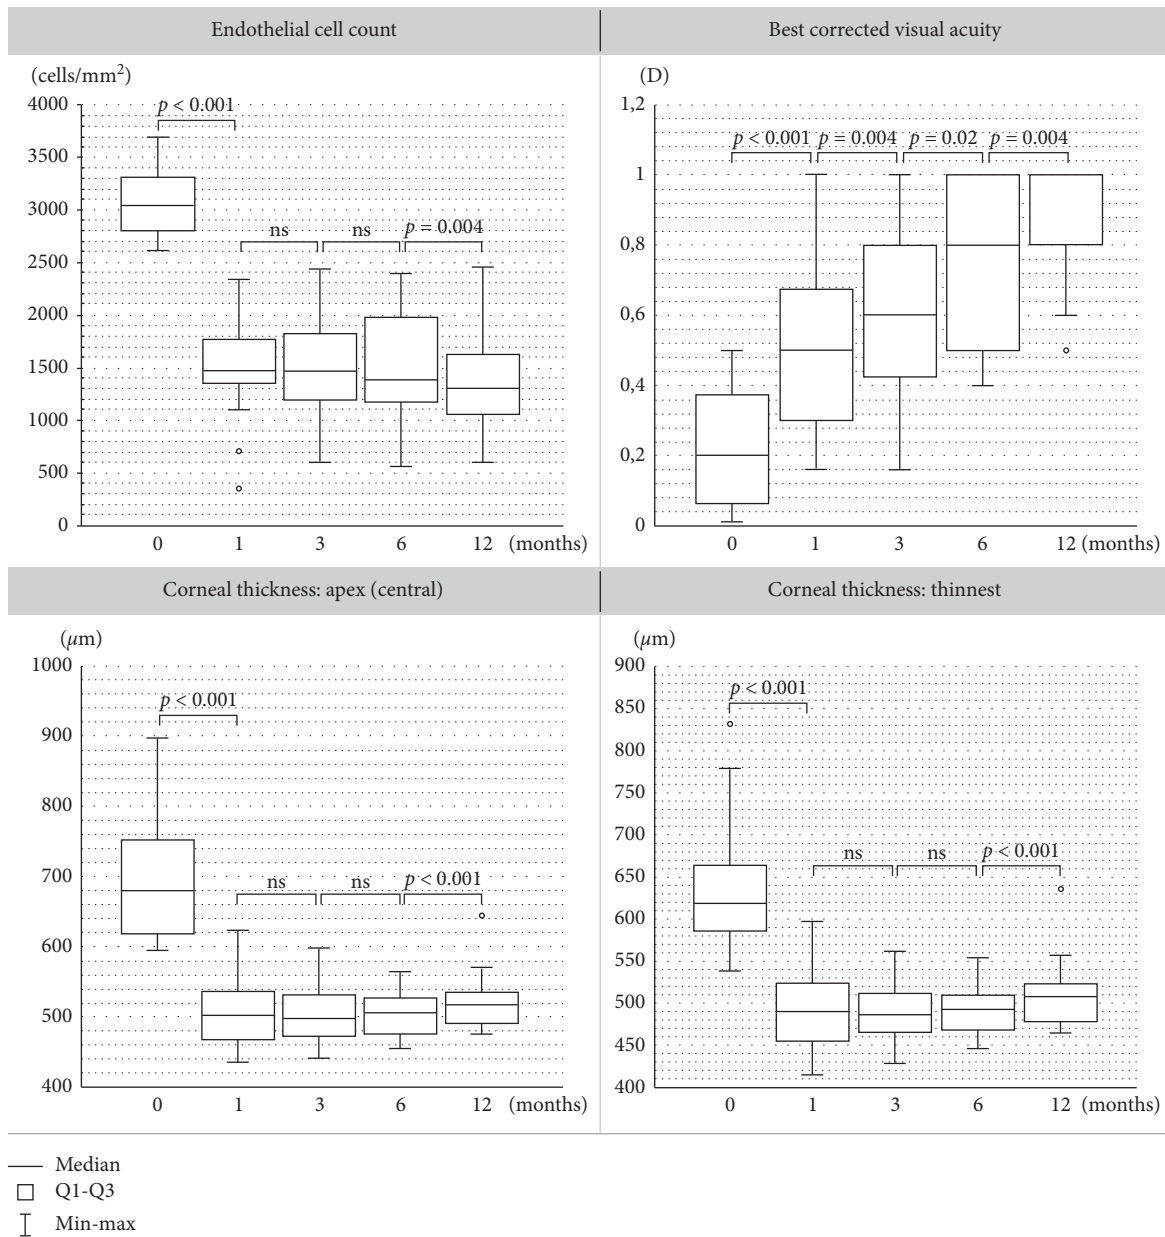 Endothelial cell count
(cells/mm²)
4000
3500
3000
2500
2000
1500
1000
500
0
p < 0.001
ns
ns
p = 0.004
0 1 3 6 12 (months)
Best corrected visual acuity
(D)
1,2
1
0,8
0,6
0,4
0,2
0
p < 0.001 p = 0.004 p = 0.02 p = 0.004
0 1 3 6 12 (months)
Corneal thickness: apex (central)
(μm)
1000
900
800
700
600
500
400
p < 0.001
ns ns p < 0.001
0 1 3 6 12 (months)
Corneal thickness: thinnest
(μm)
900
850
800
750
700
650
600
550
500
450
400
p < 0.001
ns ns p < 0.001
0 1 3 6 12 (months)
Median
Q1-Q3
Min-max